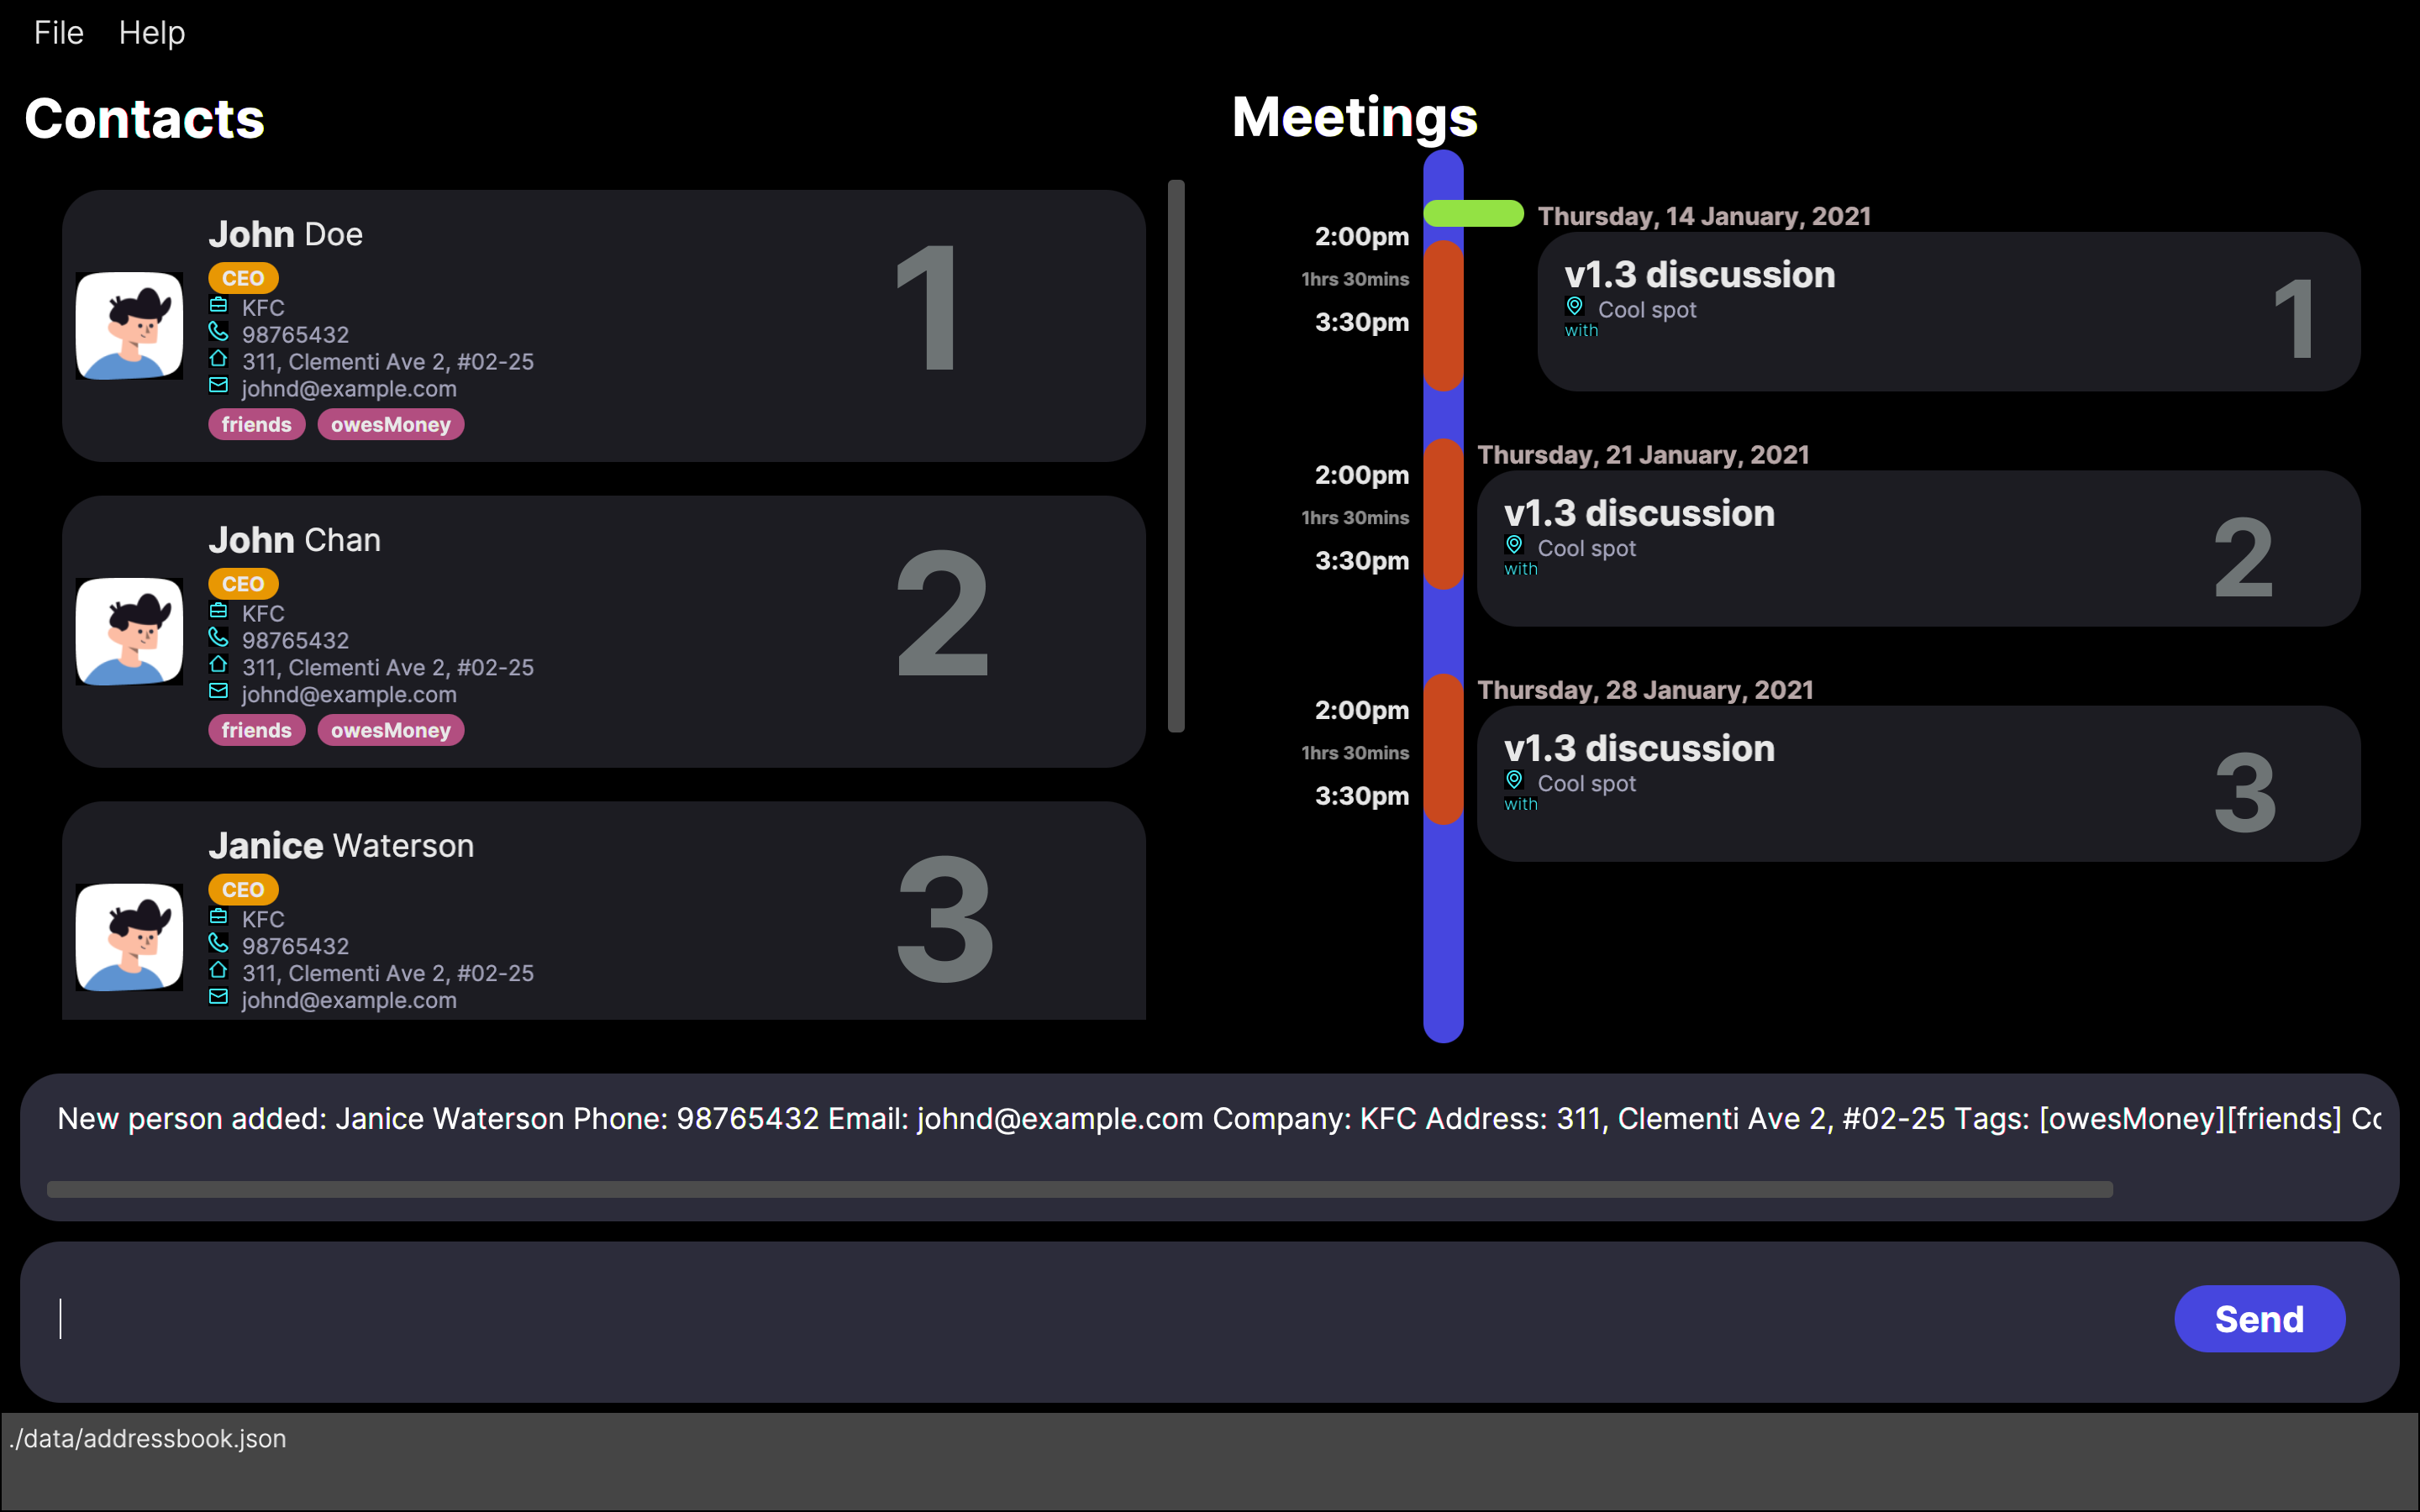 File Help
Contacts
John Doe
CEO
KFC
98765432
311, Clementi Ave 2, #02-25
johnd@example.com
friends owesMoney
1
John Chan
CEO
KFC
98765432
311, Clementi Ave 2, #02-25
johnd@example.com
friends owesMoney
2
Janice Waterson
CEO
KFC
98765432
311, Clementi Ave 2, #02-25
johnd@example.com
3
Meetings
Thursday, 14 January, 2021
2:00pm
1hrs 30mins
3:30pm
v1.3 discussion
Cool spot
with
1
Thursday, 21 January, 2021
2:00pm
1hrs 30mins
3:30pm
v1.3 discussion
Cool spot
with
2
Thursday, 28 January, 2021
2:00pm
1hrs 30mins
3:30pm
v1.3 discussion
Cool spot
with
3
New person added: Janice Waterson Phone: 98765432 Email: johnd@example.com Company: KFC Address: 311, Clementi Ave 2, #02-25 Tags: [owesMoney][friends]
Send
./data/addressbook.json